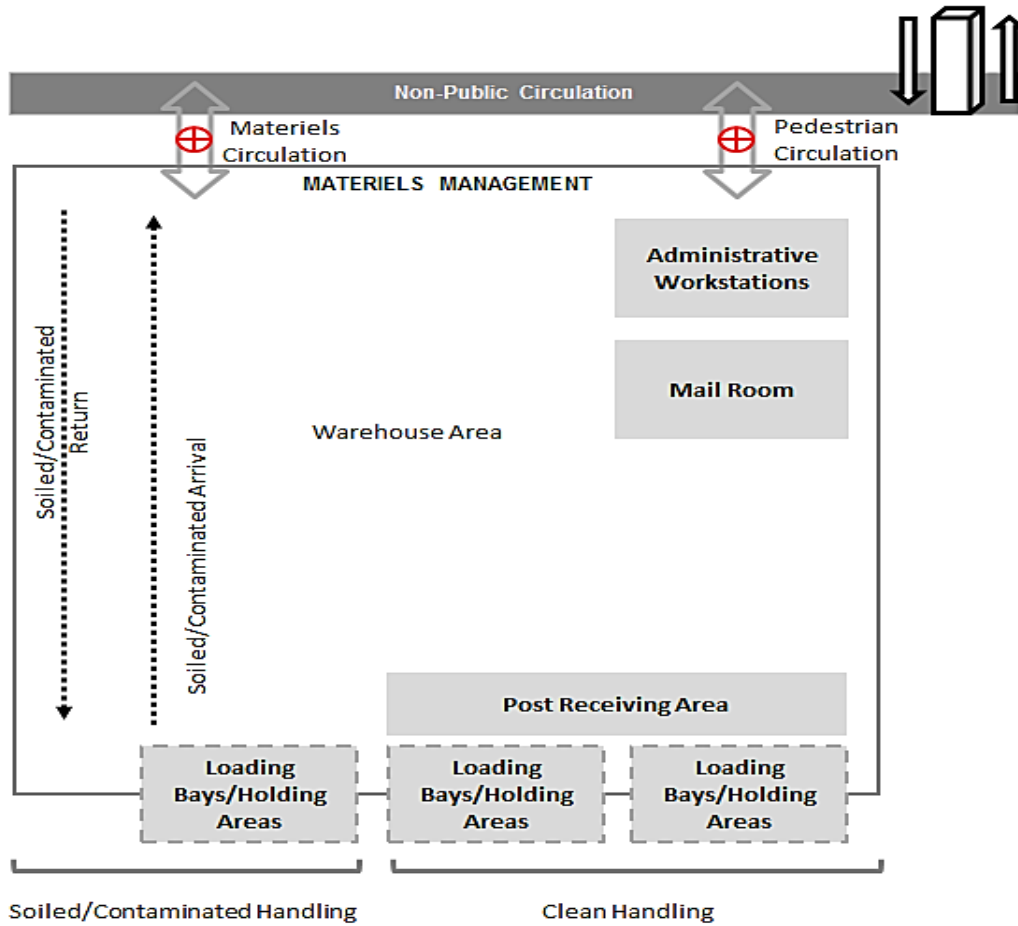 Non-Public Circulation
Materiels
Circulation
Pedestrian
Circulation
MATERIELS MANAGEMENT
Administrative
Workstations
Mail Room
Soiled/Contaminated
Return
Soiled/Contaminated Arrival
Warehouse Area
Post Receiving Area
Loading
Bays/Holding
Areas
Loading
Bays/Holding
Areas
Loading
Bays/Holding
Areas
Soiled/Contaminated Handling
Clean Handling